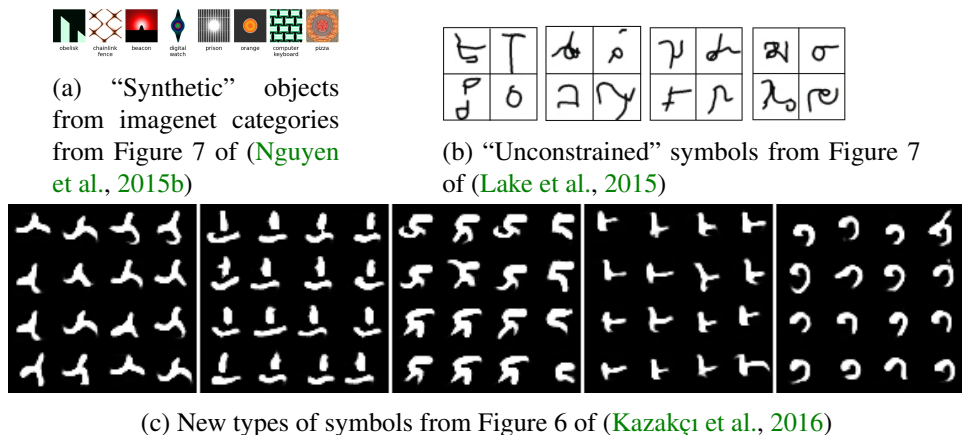 obelisk chainlink fence beacon digital watch prison orange computer keyboard pizza
(a) “Synthetic” objects
from imagenet categories
from Figure 7 of (Nguyen
et al., 2015b)
(b) “Unconstrained” symbols from Figure 7
of (Lake et al., 2015)
(c) New types of symbols from Figure 6 of (Kazakçı et al., 2016)